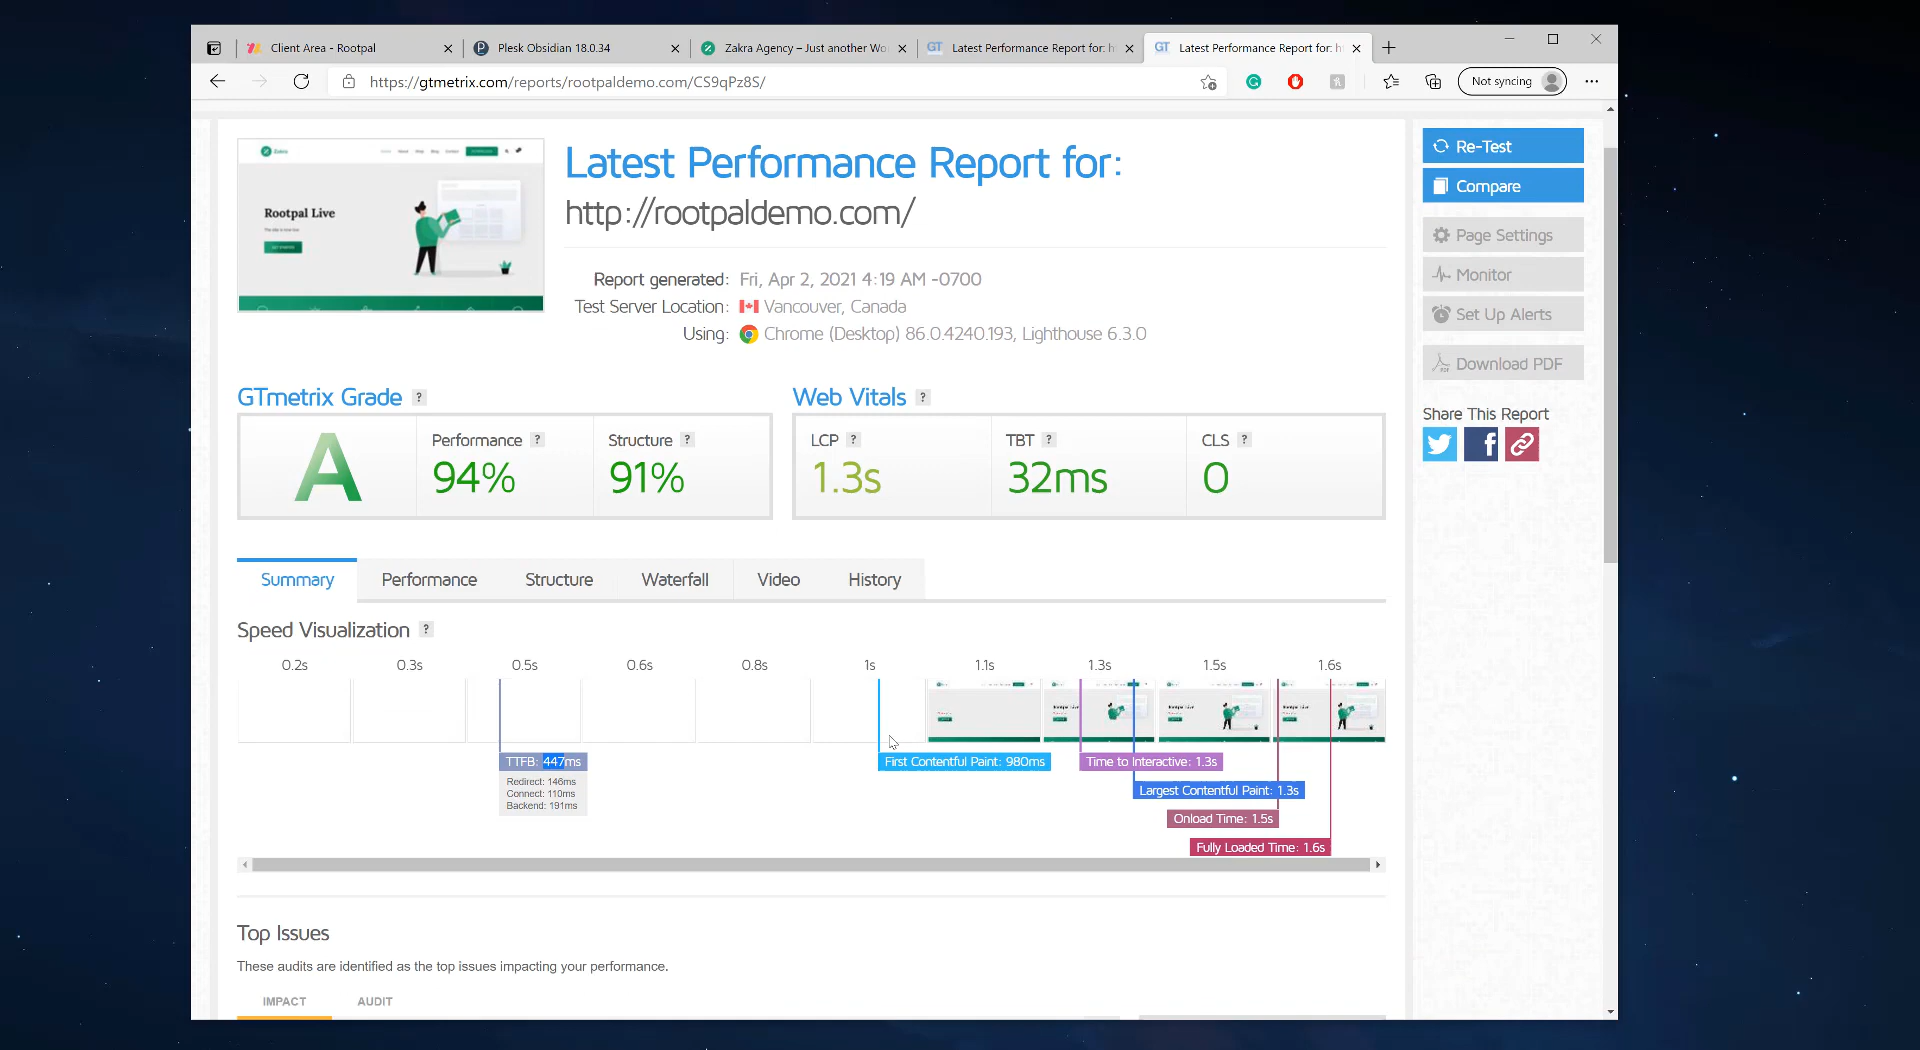 Client Area - Rootpal
Plesk Obsidian 18.0.34
Zakra Agency – Just another Wo
Latest Performance Report for: h
Latest Performance Report for: h
https://gtmetrix.com/reports/rootpaldemo.com/CS9qPz8S/
Not syncing
Zakra
Rootpal Live
Latest Performance Report for:
http://rootpaldemo.com/
Report generated: Fri, Apr 2, 2021 4:19 AM -0700
Test Server Location: Vancouver, Canada
Using: Chrome (Desktop) 86.0.4240.193, Lighthouse 6.3.0
Re-Test
Compare
Page Settings
Monitor
Set Up Alerts
Download PDF
Share This Report
GTmetrix Grade ?
Web Vitals ?
A
Performance ?
94%
Structure ?
91%
LCP ?
1.3s
TBT ?
32ms
CLS ?
0
Summary Performance Structure Waterfall Video History
Speed Visualization ?
0.2s 0.3s 0.5s 0.6s 0.8s 1s 1.1s 1.3s 1.5s 1.6s
TTFB: 447ms
Redirect: 146ms
Connect: 110ms
Backend: 191ms
First Contentful Paint: 980ms
Time to Interactive: 1.3s
Largest Contentful Paint: 1.3s
Onload Time: 1.5s
Fully Loaded Time: 1.6s
Top Issues
These audits are identified as the top issues impacting your performance.
IMPACT AUDIT